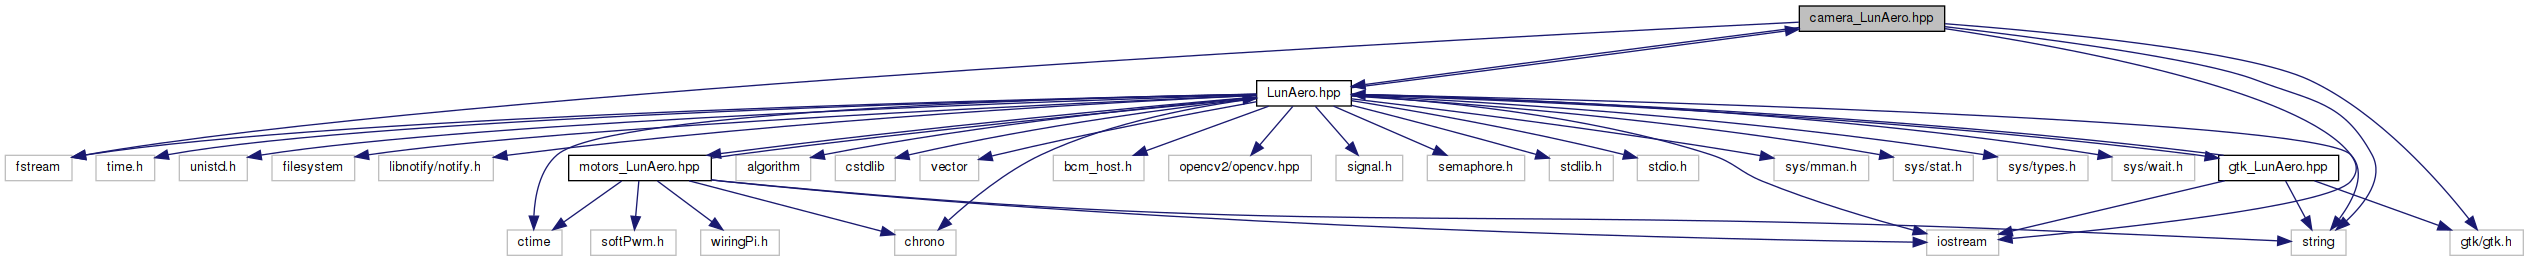 camera_LunAero.hpp
LunAero.hpp
fstream
time.h
unistd.h
filesystem
libnotify/notify.h
motors_LunAero.hpp
algorithm
cstdlib
vector
bcm_host.h
opencv2/opencv.hpp
signal.h
semaphore.h
stdlib.h
stdio.h
sys/mman.h
sys/stat.h
sys/types.h
sys/wait.h
gtk_LunAero.hpp
ctime
softPwm.h
wiringPi.h
chrono
iostream
string
gtk/gtk.h